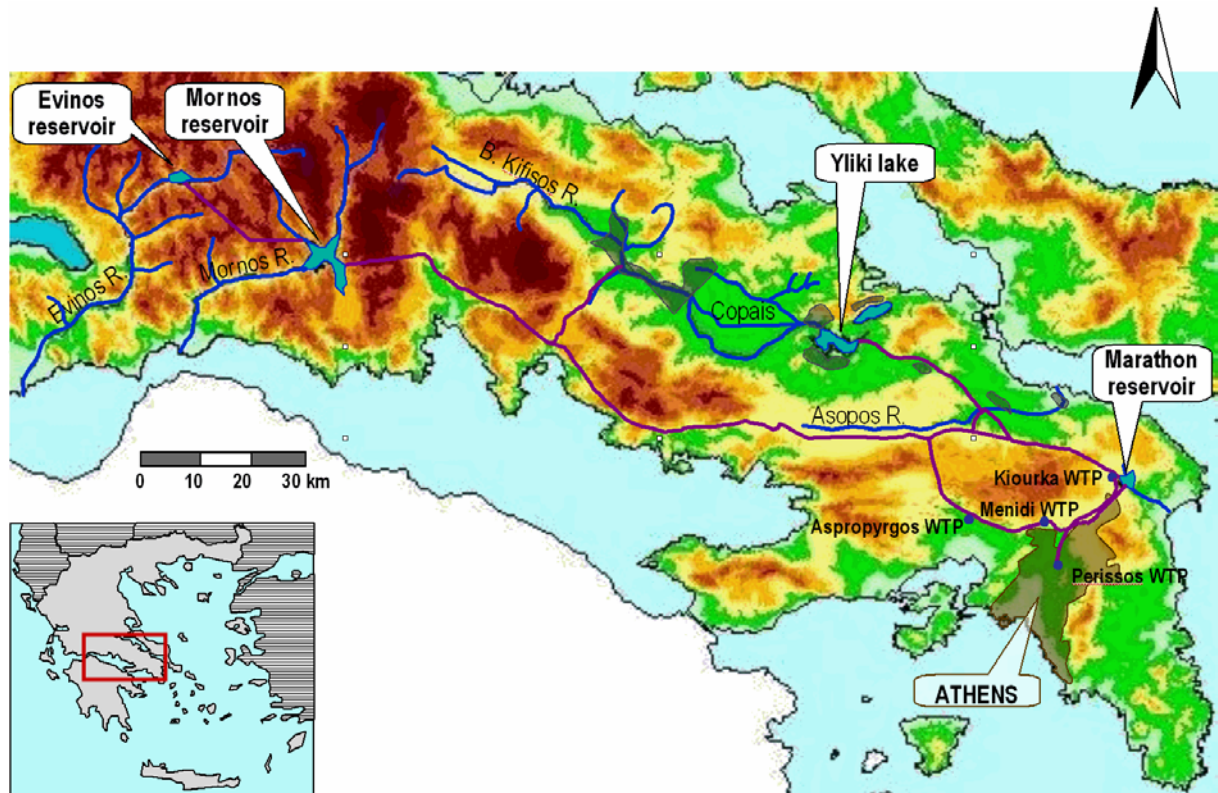 Evinos
reservoir
Mornos
reservoir
B. Kifisos R.
Yliki lake
Evinos R.
Mornos R.
Copais
Marathon
reservoir
Asopos R.
0 10 20 30 km
Kiourka WTP
Menidi WTP
Aspropyrgos WTP
Perissos WTP
ATHENS